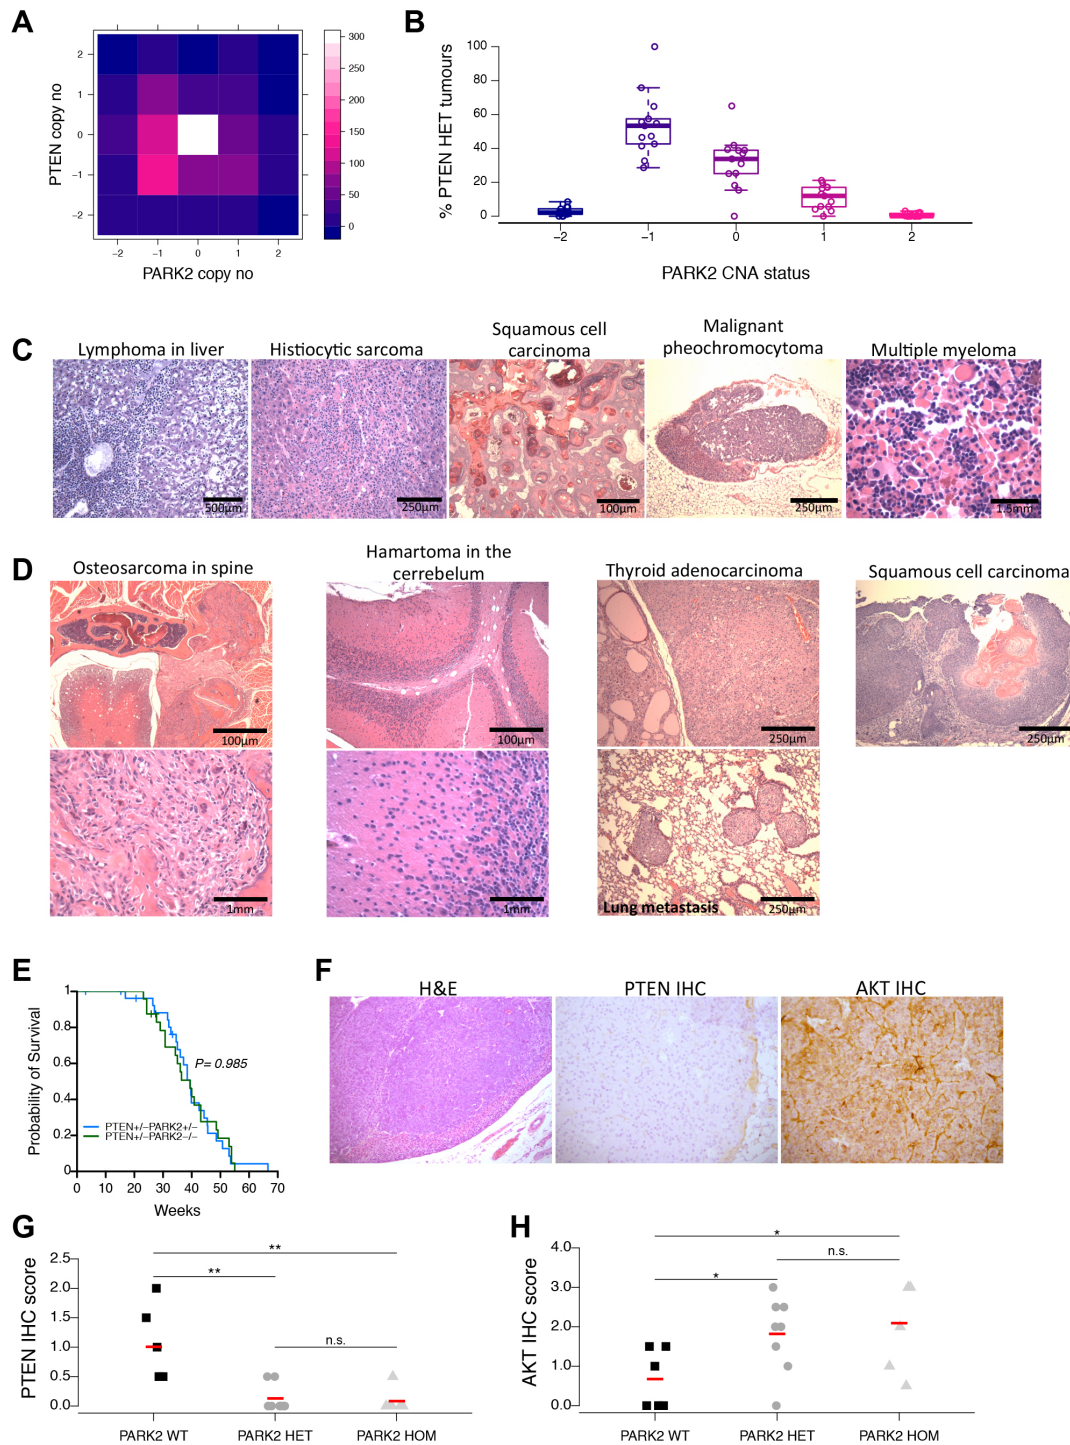 A
PTEN copy no
2
1
0
−1
−2
−2 −1 0 1 2
PARK2 copy no
300
250
200
150
100
50
0
B
% PTEN HET tumours
100
80
60
40
20
0
−2 −1 0 1 2
PARK2 CNA status
C
Lymphoma in liver
500µm
Histiocytic sarcoma
250µm
Squamous cell
carcinoma
100µm
Malignant
pheochromocytoma
250µm
Multiple myeloma
1.5mm
D
Osteosarcoma in spine
100µm
1mm
Hamartoma in the
cerrebelum
100µm
1mm
Thyroid adenocarcinoma
250µm
Lung metastasis
250µm
Squamous cell carcinoma
250µm
E
Probability of Survival
1
0.8
0.6
0.4
0.2
0
P= 0.985
PTEN+/−PARK2+/−
PTEN+/−PARK2−/−
0 10 20 30 40 50 60 70
Weeks
F
H&E
PTEN IHC
AKT IHC
G
PTEN IHC score
2.5
2.0
1.5
1.0
0.5
0.0
**
**
n.s.
PARK2 WT PARK2 HET PARK2 HOM
H
AKT IHC score
4.0
3.0
2.0
1.0
0.0
*
n.s.
*
PARK2 WT PARK2 HET PARK2 HOM